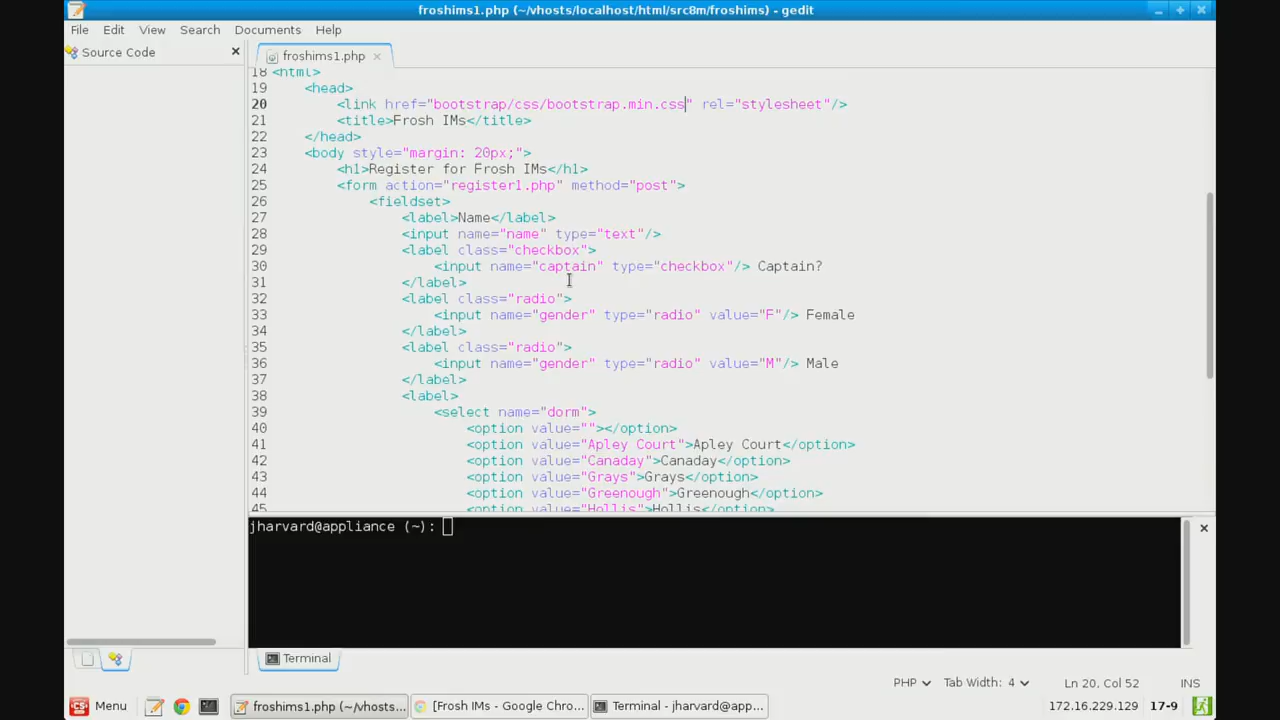 froshims1.php (~/vhosts/localhost/html/src8m/froshims) - gedit
File Edit View Search Documents Help
Source Code
froshims1.php
18 <html>
19 <head>
20 <link href="bootstrap/css/bootstrap.min.css" rel="stylesheet"/>
21 <title>Frosh IMs</title>
22 </head>
23 <body style="margin: 20px;">
24 <h1>Register for Frosh IMs</h1>
25 <form action="register1.php" method="post">
26 <fieldset>
27 <label>Name</label>
28 <input name="name" type="text"/>
29 <label class="checkbox">
30 <input name="captain" type="checkbox"/> Captain?
31 </label>
32 <label class="radio">
33 <input name="gender" type="radio" value="F"/> Female
34 </label>
35 <label class="radio">
36 <input name="gender" type="radio" value="M"/> Male
37 </label>
38 <label>
39 <select name="dorm">
40 <option value=""></option>
41 <option value="Apley Court">Apley Court</option>
42 <option value="Canaday">Canaday</option>
43 <option value="Grays">Grays</option>
44 <option value="Greenough">Greenough</option>
45 <option value="Hollis">Hollis</option>
jharvard@appliance (~):
Terminal
PHP Tab Width: 4 Ln 20, Col 52 INS
Menu froshims1.php (~/vhosts... [Frosh IMs - Google Chro... Terminal - jharvard@app... 172.16.229.129 17-9